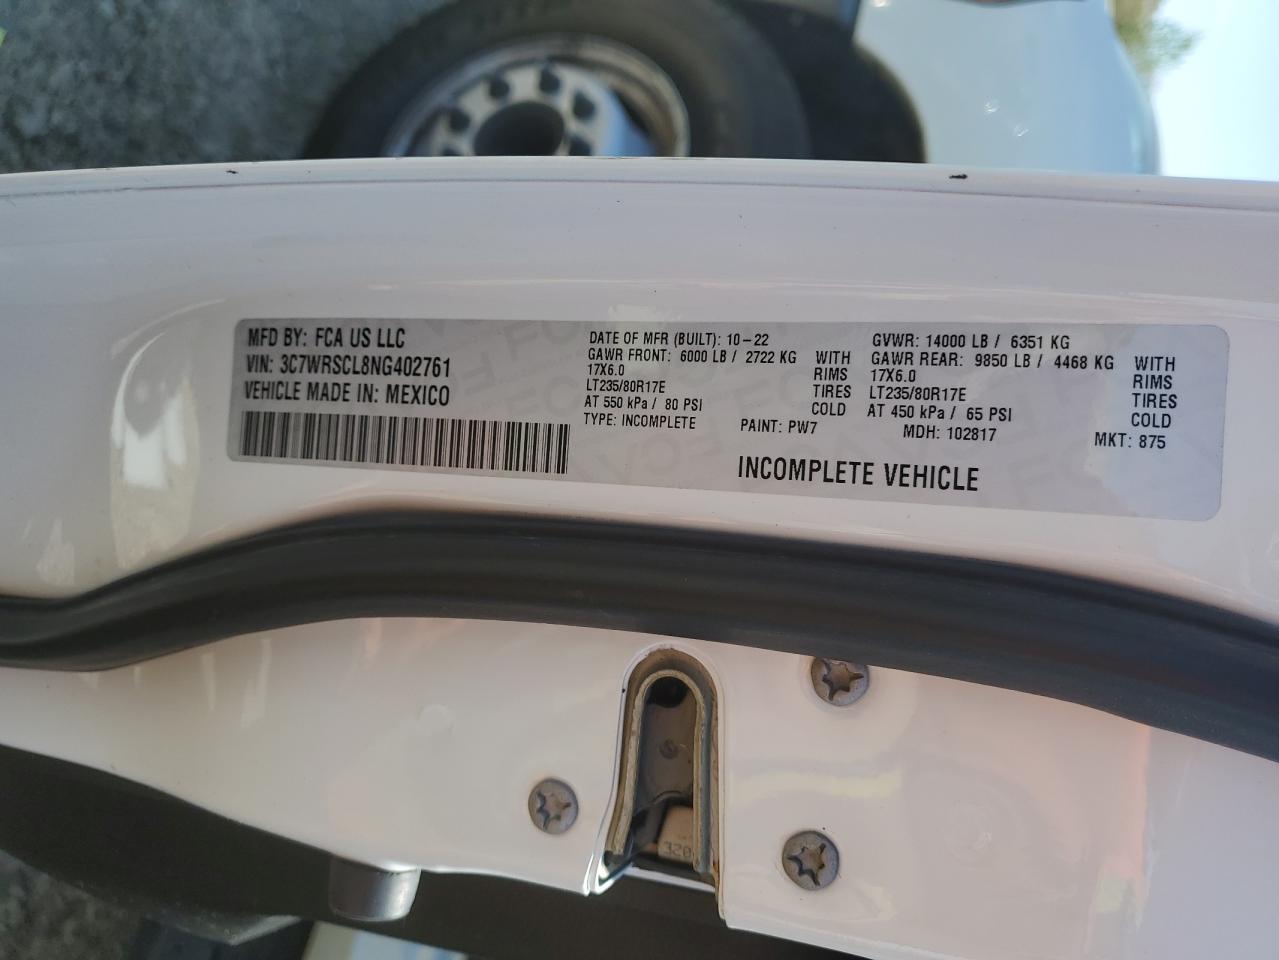 MFD BY: FCA US LLC
VIN: 3C7WRSCL8NG402761
VEHICLE MADE IN: MEXICO
DATE OF MFR (BUILT): 10-22
GAWR FRONT: 6000 LB / 2722 KG WITH
17X6.0 RIMS
LT235/80R17E TIRES
AT 550 kPa / 80 PSI COLD
TYPE: INCOMPLETE PAINT: PW7
GVWR: 14000 LB / 6351 KG
GAWR REAR: 9850 LB / 4468 KG WITH
17X6.0 RIMS
LT235/80R17E TIRES
AT 450 kPa / 65 PSI COLD
MDH: 102817 MKT: 875
INCOMPLETE VEHICLE